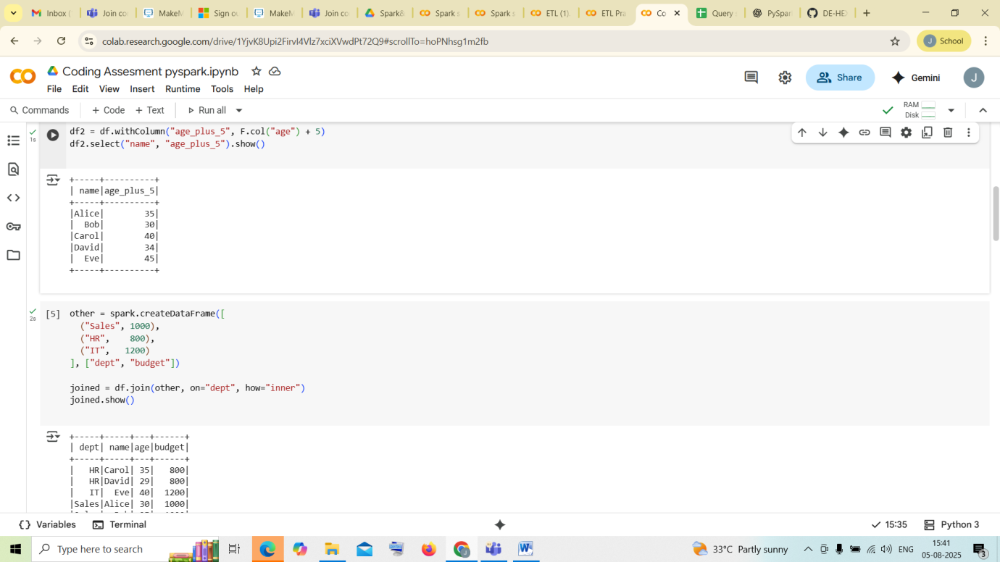 Inbox (
Join co
MakeM
Sign ou
MakeM
Join co
Spark&
Spark s
Spark s
ETL (1).
ETL Pra
Co
Query
PySpar
DE-HEX
colab.research.google.com/drive/1YjvK8Upi2FirvI4Vlz7xciXVwdPt72Q9#scrollTo=hoPNhsg1m2fb
J School
Coding Assesment pyspark.ipynb
Share
Gemini
J
File Edit View Insert Runtime Tools Help
Commands + Code + Text Run all
RAM
Disk
1s
df2 = df.withColumn("age_plus_5", F.col("age") + 5)
df2.select("name", "age_plus_5").show()
+-----+----------+
| name|age_plus_5|
+-----+----------+
|Alice|        35|
|  Bob|        30|
|Carol|        40|
|David|        34|
|  Eve|        45|
+-----+----------+
2s
[5] other = spark.createDataFrame([
("Sales", 1000),
("HR",    800),
("IT",   1200)
], ["dept", "budget"])
joined = df.join(other, on="dept", how="inner")
joined.show()
+-----+-----+---+------+
| dept| name|age|budget|
+-----+-----+---+------+
|   HR|Carol| 35|   800|
|   HR|David| 29|   800|
|   IT|  Eve| 40|  1200|
|Sales|Alice| 30|  1000|
{} Variables
Terminal
15:35
Python 3
Type here to search
33°C Partly sunny
ENG
15:41
05-08-2025
3